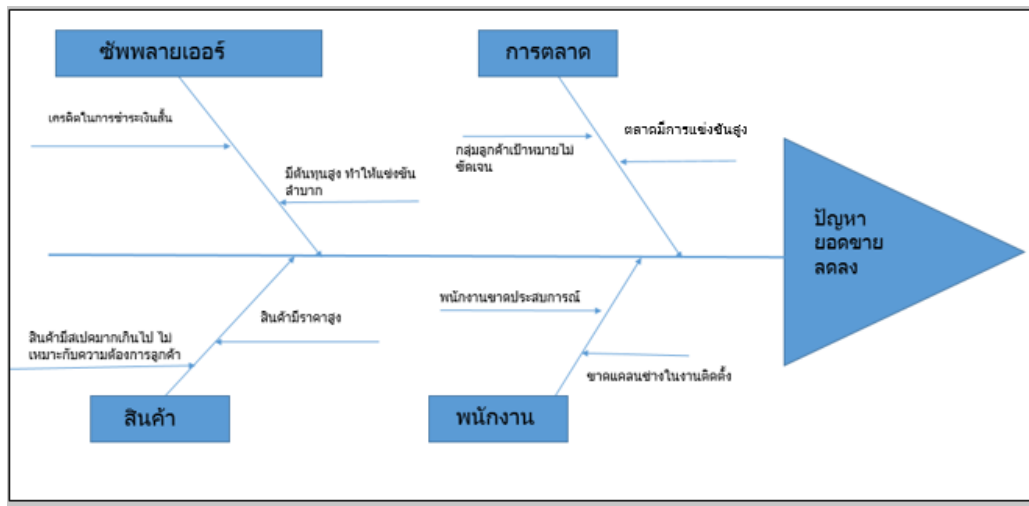 ซัพพลายเออร์
การตลาด
เครดิตในการชำระเงินสั้น
ตลาดมีการแข่งขันสูง
กลุ่มลูกค้าเป้าหมายไม่
ชัดเจน
มีต้นทุนสูง ทำให้แข่งขัน
ลำบาก
ปัญหา
ยอดขาย
ลดลง
พนักงานขาดประสบการณ์
สินค้ามีราคาสูง
สินค้ามีสเปคมากเกินไป ไม่
เหมาะกับความต้องการลูกค้า
ขาดแคลนช่างในงานติดตั้ง
สินค้า
พนักงาน